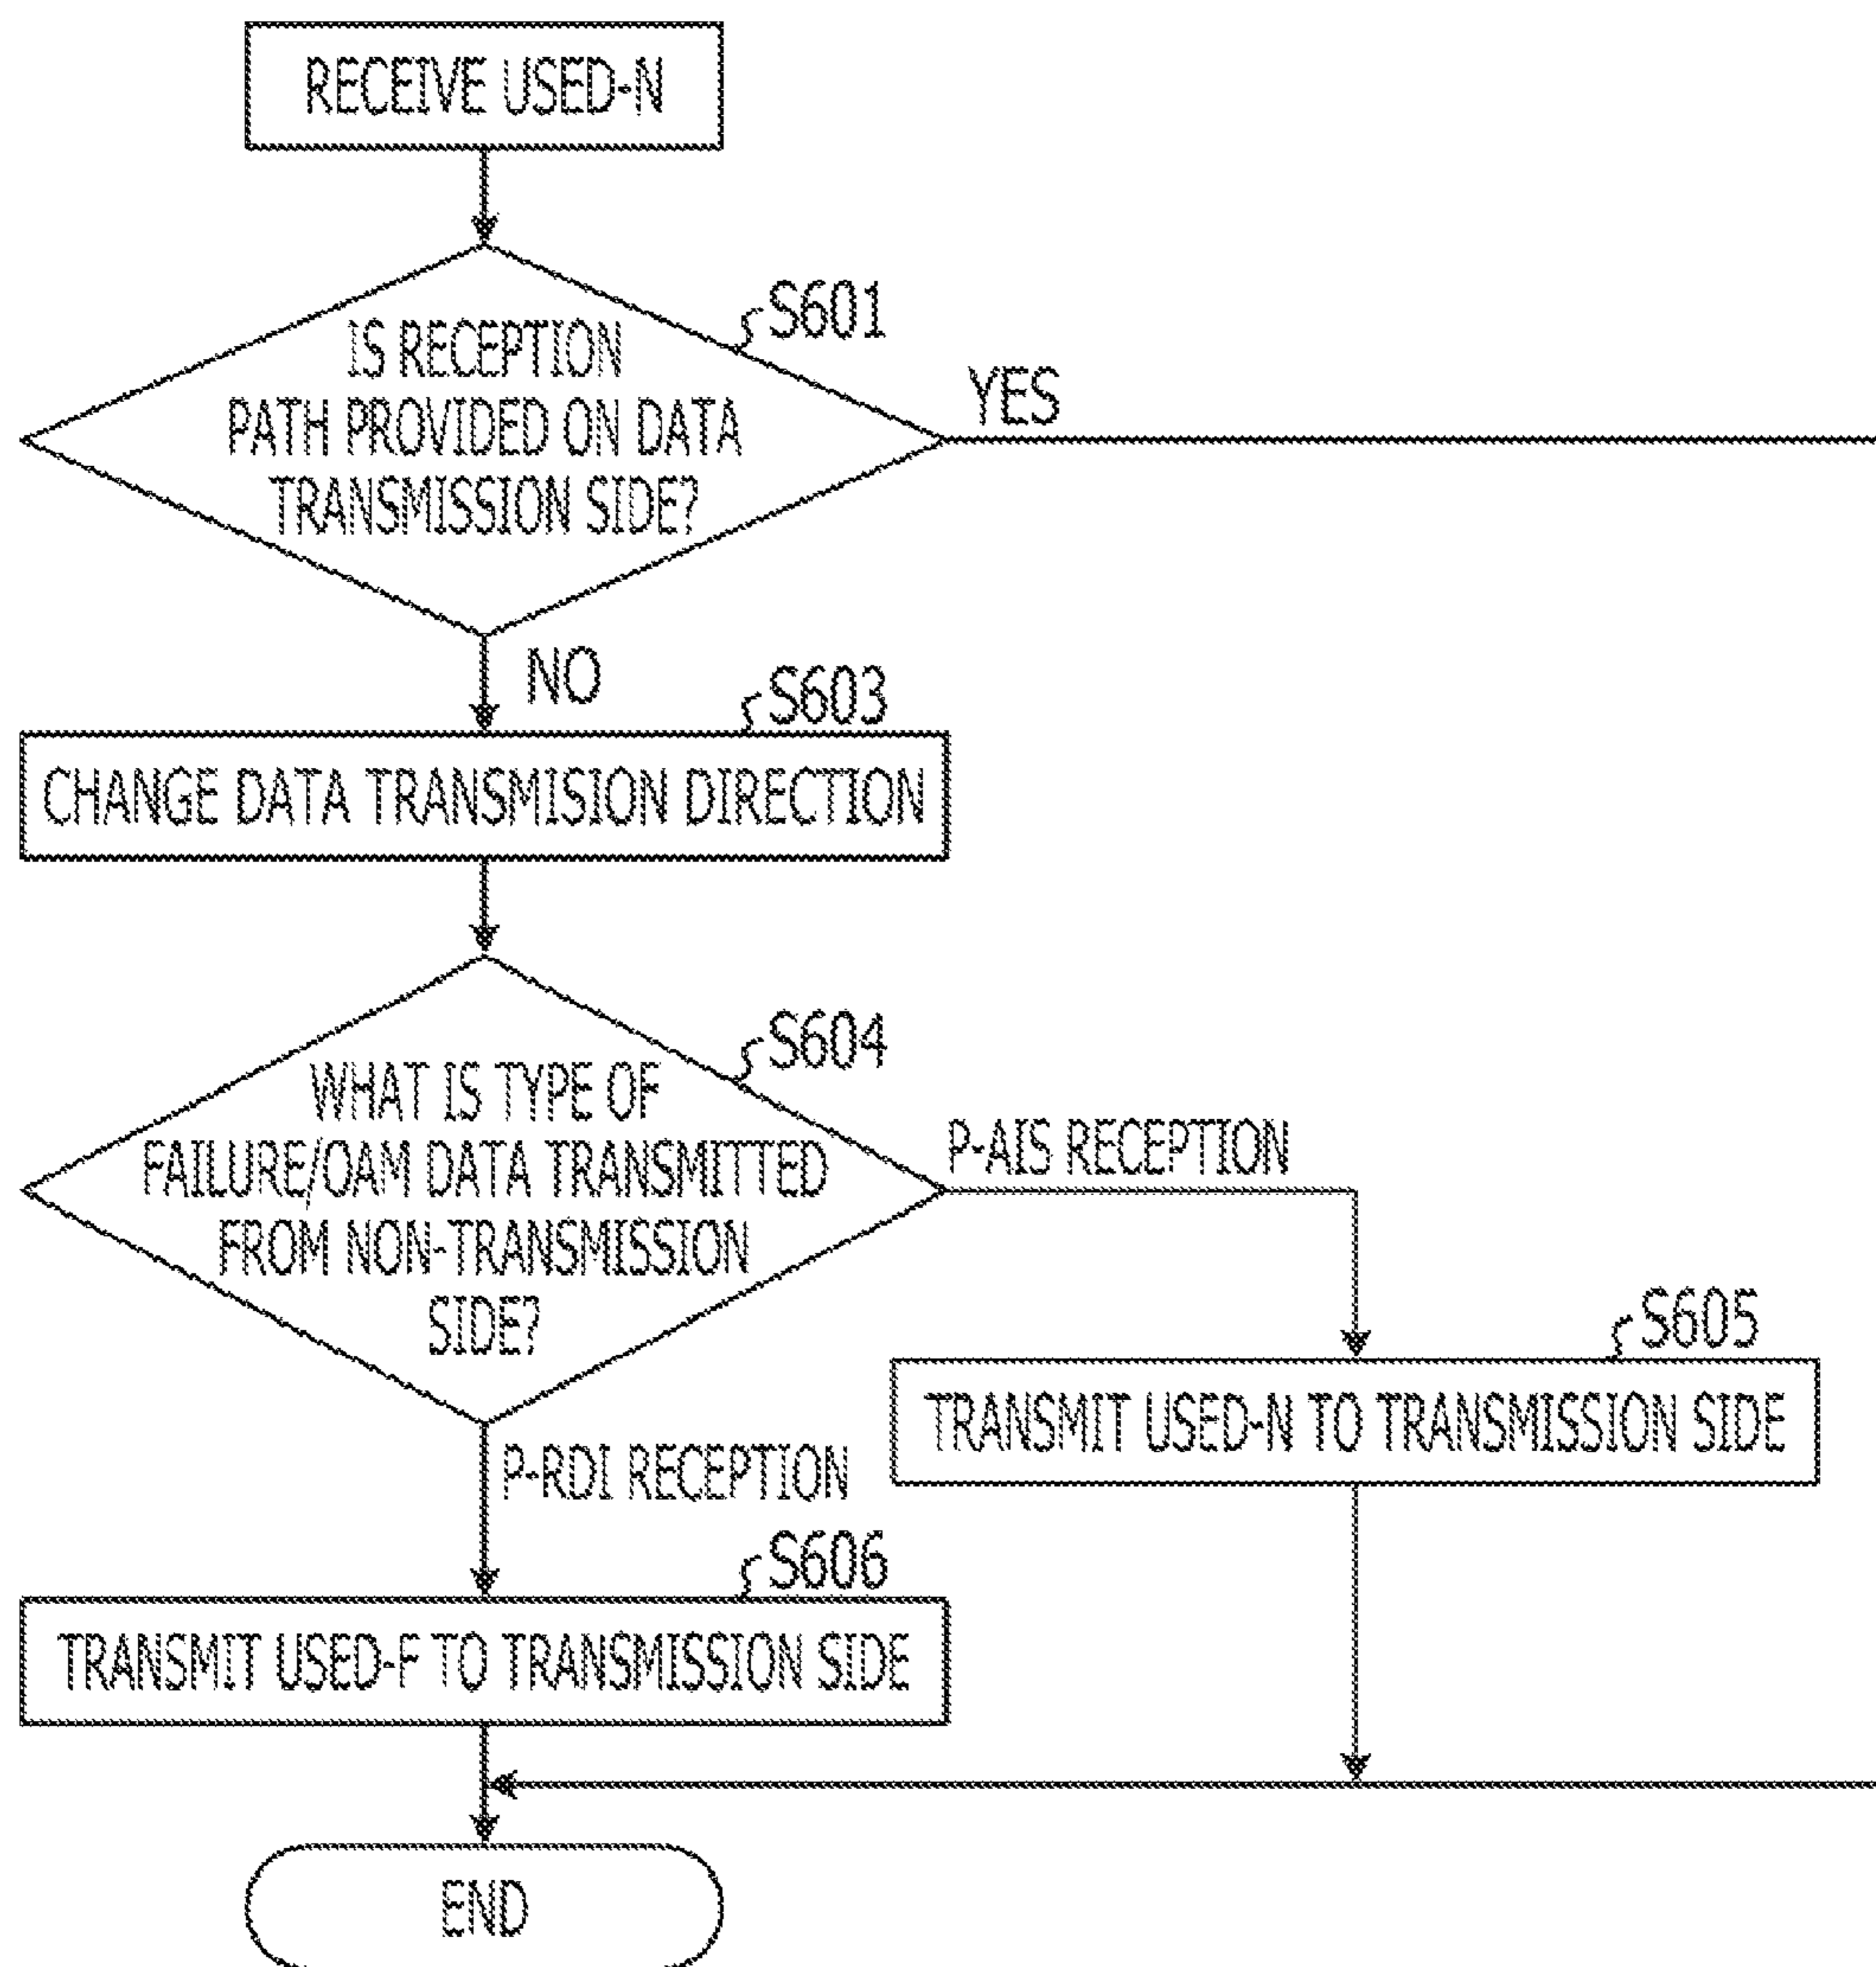 RECEIVE USED-N
S601
IS RECEPTION
PATH PROVIDED ON DATA
TRANSMISSION SIDE?
YES
NO
S603
CHANGE DATA TRANSMISION DIRECTION
S604
WHAT IS TYPE OF
FAILURE/OAM DATA TRANSMITTED
FROM NON-TRANSMISSION
SIDE?
P-AIS RECEPTION
S605
TRANSMIT USED-N TO TRANSMISSION SIDE
P-RDI RECEPTION
S606
TRANSMIT USED-F TO TRANSMISSION SIDE
END